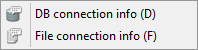 DB connection info (D)
File connection info (F)